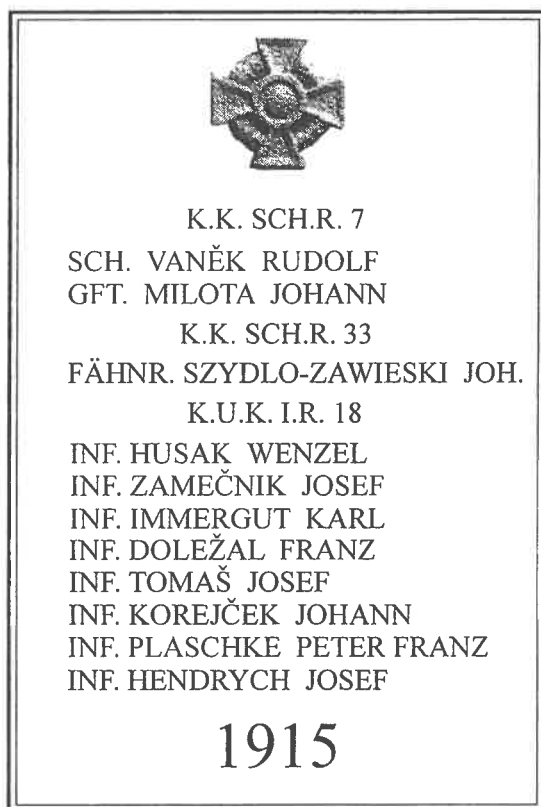 K.K. SCH.R. 7
SCH. VANĚK RUDOLF
GFT. MILOTA JOHANN
K.K. SCH.R. 33
FÄHNR. SZYDLO-ZAWIESKI JOH.
K.U.K. I.R. 18
INF. HUSAK WENZEL
INF. ZAMEČNIK JOSEF
INF. IMMERGUT KARL
INF. DOLEŽAL FRANZ
INF. TOMAŠ JOSEF
INF. KOREJČEK JOHANN
INF. PLASCHKE PETER FRANZ
INF. HENDRYCH JOSEF
1915